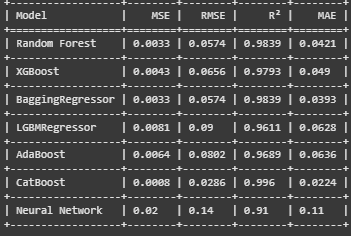 | Model | MSE | RMSE | R² | MAE |
| Random Forest | 0.0033 | 0.0574 | 0.9839 | 0.0421 |
| XGBoost | 0.0043 | 0.0656 | 0.9793 | 0.049 |
| BaggingRegressor | 0.0033 | 0.0574 | 0.9839 | 0.0393 |
| LGBMRegressor | 0.0081 | 0.09 | 0.9611 | 0.0628 |
| AdaBoost | 0.0064 | 0.0802 | 0.9689 | 0.0636 |
| CatBoost | 0.0008 | 0.0286 | 0.996 | 0.0224 |
| Neural Network | 0.02 | 0.14 | 0.91 | 0.11 |